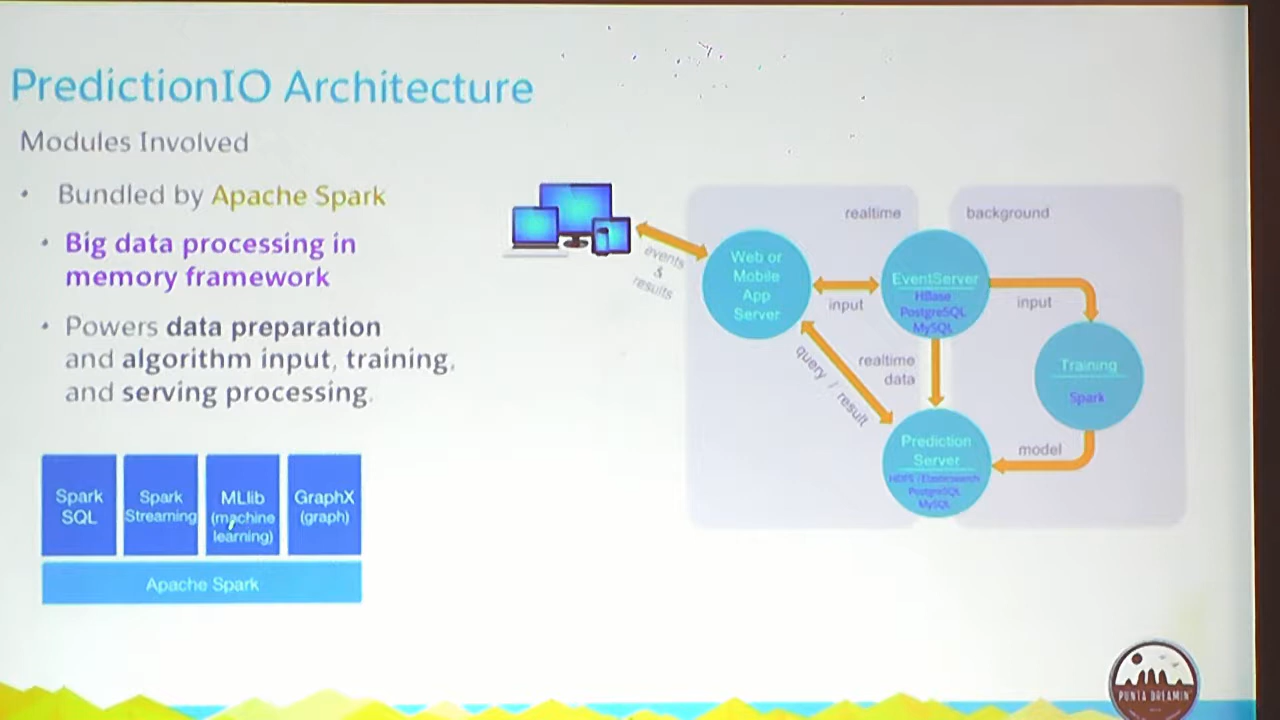 PredictionIO Architecture
Modules Involved
• Bundled by Apache Spark
• Big data processing in
memory framework
• Powers data preparation
and algorithm input, training,
and serving processing.
Spark
SQL
Spark
Streaming
MLlib
(machine
learning)
GraphX
(graph)
Apache Spark
events
&
results
realtime
background
Web or
Mobile
App
Server
input
EventServer
HBase
PostgreSQL
MySQL
input
query / result
realtime
data
Training
Spark
Prediction
Server
HDFS / Elasticsearch
PostgreSQL
MySQL
model
PUNTA DREAMIN'